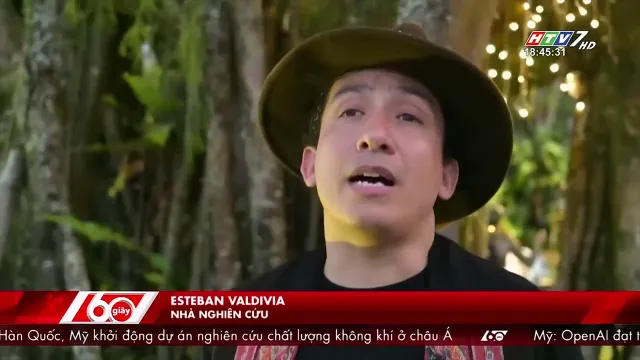 HTV7 HD
18:45:31
60 giây
ESTEBAN VALDIVIA
NHÀ NGHIÊN CỨU
Hàn Quốc, Mỹ khởi động dự án nghiên cứu chất lượng không khí ở châu Á 60 Mỹ: OpenAI đạt